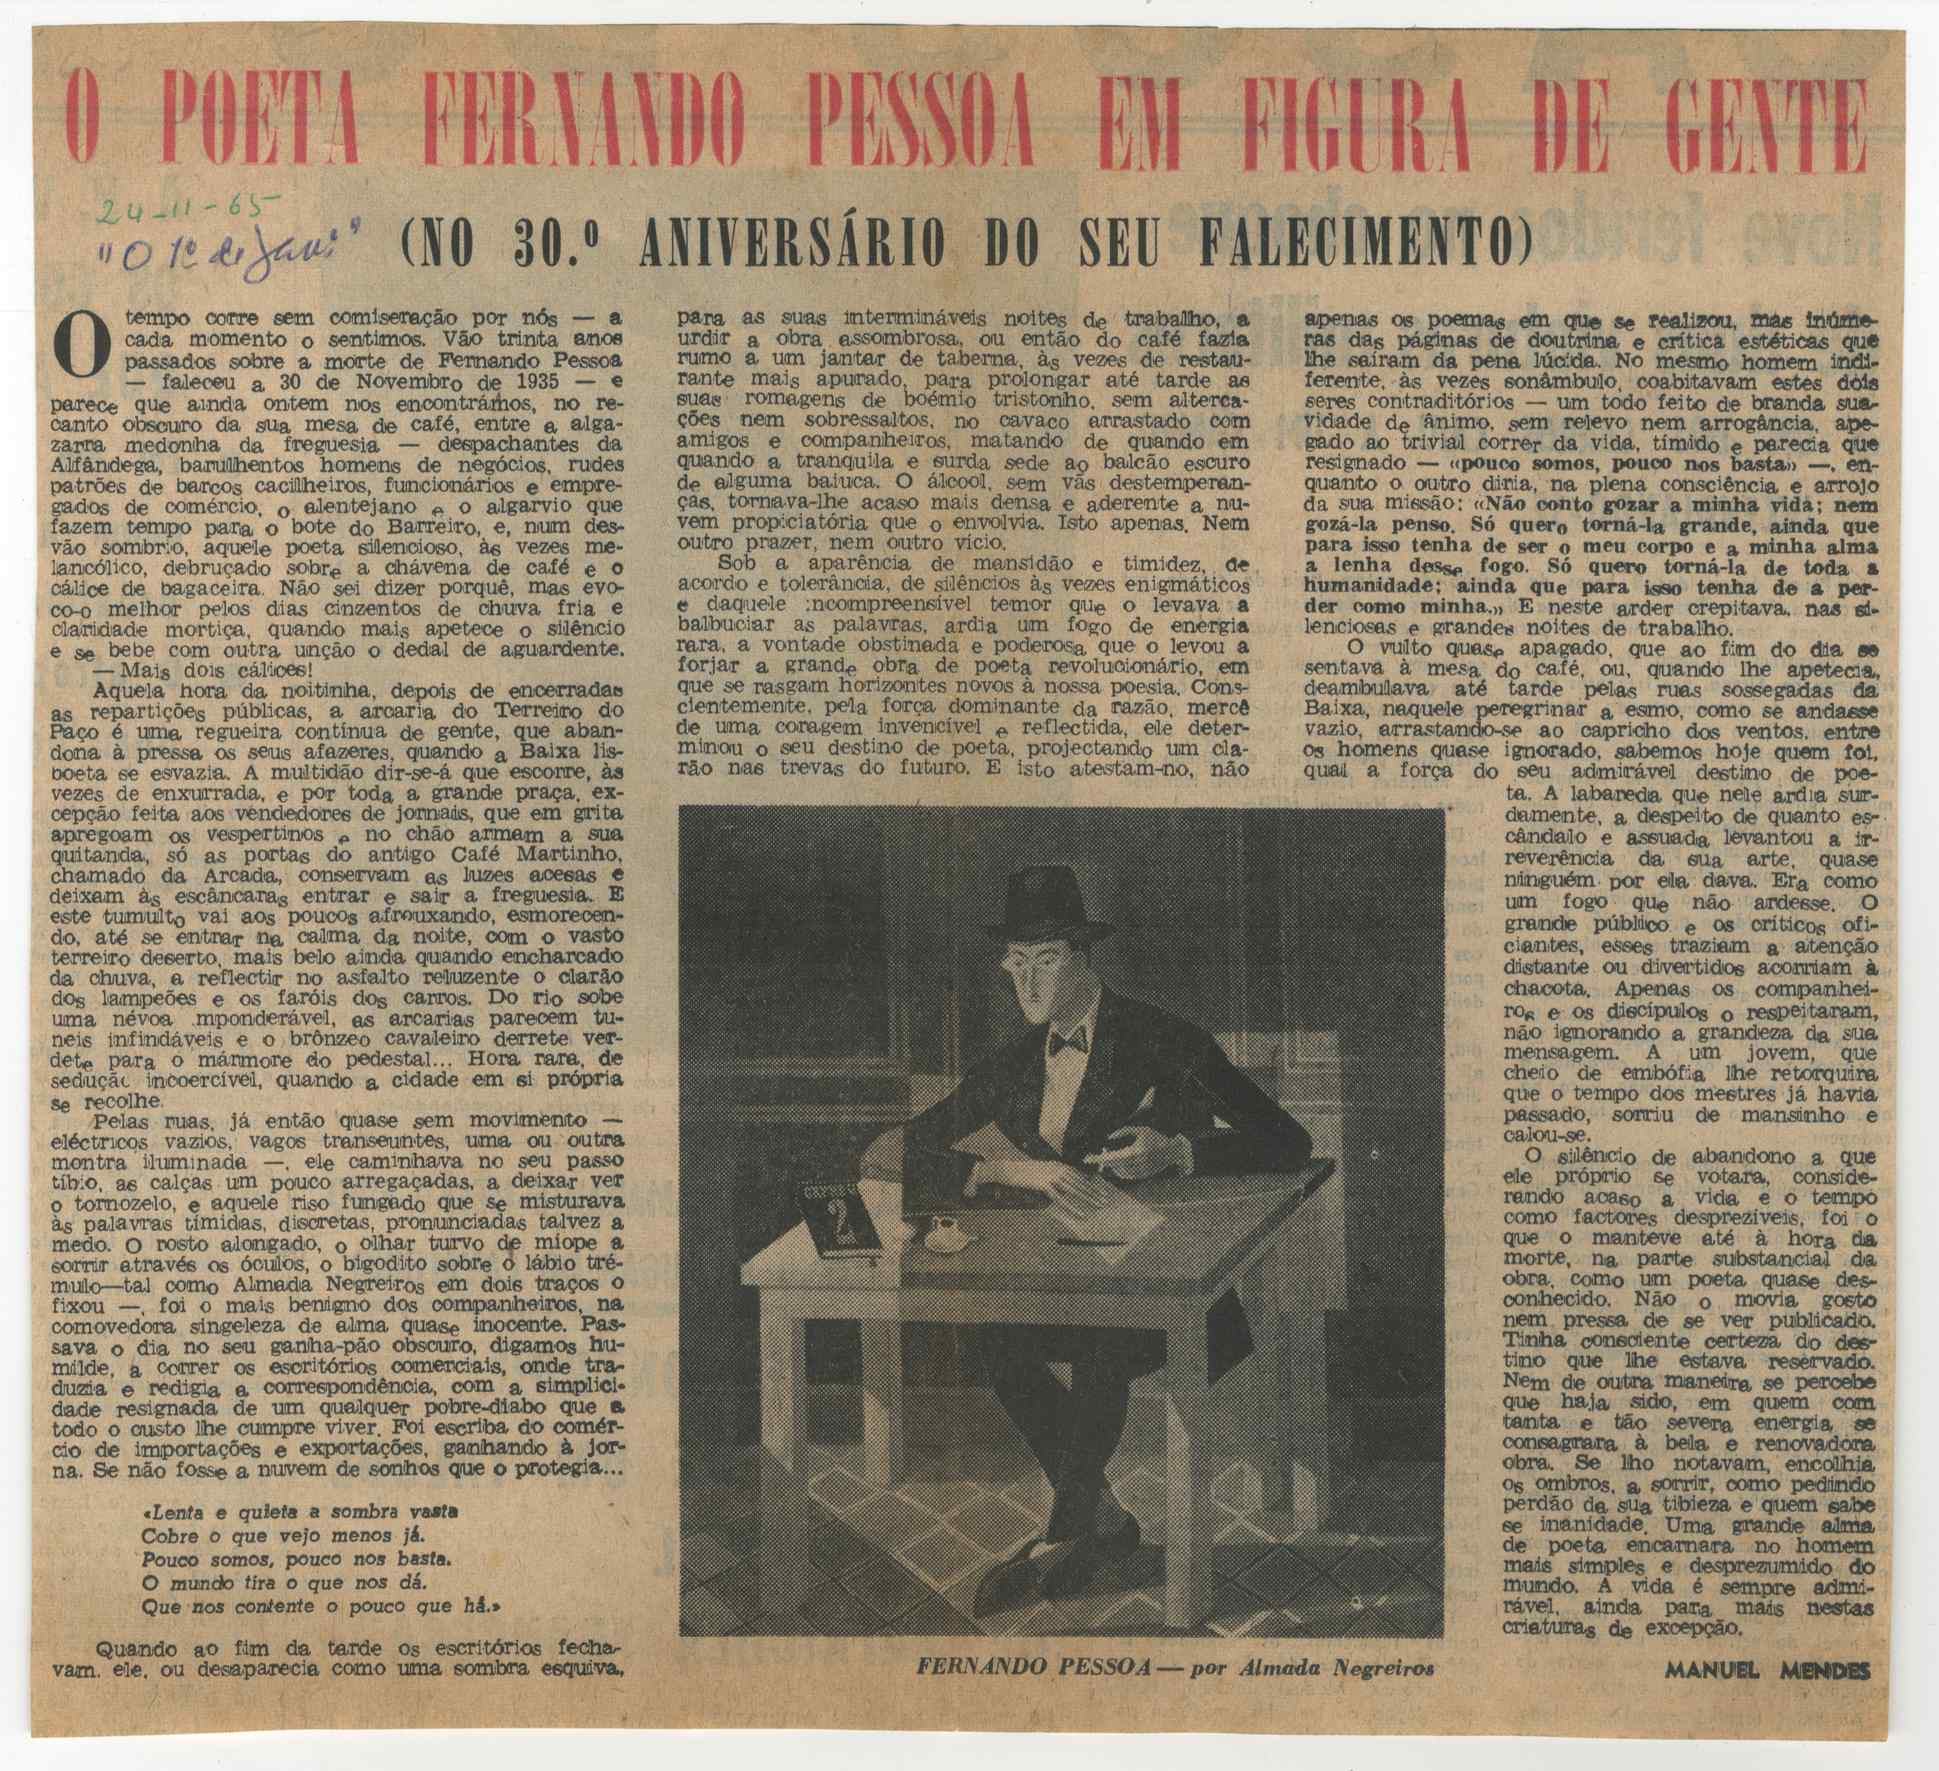 O POETA FERNANDO PESSOA EM FIGURA DE GENTE
24-11-65
"O 1º de Jan."
(NO 30.º ANIVERSÁRIO DO SEU FALECIMENTO)
O tempo corre sem comiseração por nós — a
cada momento o sentimos. Vão trinta anos
passados sobre a morte de Fernando Pessoa
— faleceu a 30 de Novembro de 1935 — e
parece que ainda ontem nos encontrámos, no re-
canto obscuro da sua mesa de café, entre a alga-
zarra medonha da freguesia — despachantes da
Alfândega, barulhentos homens de negócios, rudes
patrões de barcos cacilheiros, funcionários e empre-
gados de comércio, o alentejano e o algarvio que
fazem tempo para o bote do Barreiro, e, num des-
vão sombrio, aquele poeta silencioso, às vezes me-
lancólico, debruçado sobre a chávena de café e o
cálice de bagaceira. Não sei dizer porquê, mas evo-
co-o melhor pelos dias cinzentos de chuva fria e
claridade mortiça, quando mais apetece o silêncio
e se bebe com outra unção o dedal de aguardente.
— Mais dois cálices!
Aquela hora da noitinha, depois de encerradas
as repartições públicas, a arcaria do Terreiro do
Paço é uma regueira contínua de gente, que aban-
dona à pressa os seus afazeres, quando a Baixa lis-
boeta se esvazia. A multidão dir-se-á que escorre, às
vezes de enxurrada, e por toda a grande praça, ex-
cepção feita aos vendedores de jornais, que em grita
apregoam os vespertinos e no chão armam a sua
quitanda, só as portas do antigo Café Martinho,
chamado da Arcada, conservam as luzes acesas e
deixam às escâncaras entrar e sair a freguesia. E
este tumulto vai aos poucos afrouxando, esmorecen-
do, até se entrar na calma da noite, com o vasto
terreiro deserto, mais belo ainda quando encharcado
da chuva, a reflectir no asfalto reluzente o clarão
dos lampeões e os faróis dos carros. Do rio sobe
uma névoa mponderável, as arcarias parecem tu-
neis infindáveis e o brônzeo cavaleiro derrete ver-
dete para o mármore do pedestal... Hora rara, de
sedução incoercível, quando a cidade em si própria
se recolhe.
Pelas ruas, já então quase sem movimento —
eléctricos vazios, vagos transeuntes, uma ou outra
montra iluminada —, ele caminhava no seu passo
tíbio, as calças um pouco arregaçadas, a deixar ver
o tornozelo, e aquele riso fungado que se misturava
às palavras tímidas, discretas, pronunciadas talvez a
medo. O rosto alongado, o olhar turvo de míope a
sorrir através os óculos, o bigodito sobre o lábio tré-
mulo—tal como Almada Negreiros em dois traços o
fixou —, foi o mais benigno dos companheiros, na
comovedora singeleza de alma quase inocente. Pas-
sava o dia no seu ganha-pão obscuro, digamos hu-
milde, a correr os escritórios comerciais, onde tra-
duzia e redigia a correspondência, com a simplici-
dade resignada de um qualquer pobre-diabo que a
todo o custo lhe cumpre viver. Foi escriba do comér-
cio de importações e exportações, ganhando à jor-
na. Se não fosse a nuvem de sonhos que o protegia...
«Lenta e quieta a sombra vasta
Cobre o que vejo menos já.
Pouco somos, pouco nos basta.
O mundo tira o que nos dá.
Que nos contente o pouco que há.»
Quando ao fim da tarde os escritórios fecha-
vam, ele, ou desaparecia como uma sombra esquiva,
para as suas intermináveis noites de trabalho, a
urdir a obra assombrosa, ou então do café fazia
rumo a um jantar de taberna, às vezes de restau-
rante mais apurado, para prolongar até tarde as
suas romagens de boémio tristonho, sem alterca-
ções nem sobressaltos, no cavaco arrastado com
amigos e companheiros, matando de quando em
quando a tranquila e surda sede ao balcão escuro
de alguma baiuca. O álcool, sem vãs destemperan-
ças, tornava-lhe acaso mais densa e aderente a nu-
vem propiciatória que o envolvia. Isto apenas. Nem
outro prazer, nem outro vício.
Sob a aparência de mansidão e timidez, de
acordo e tolerância, de silêncios às vezes enigmáticos
e daquele incompreensível temor que o levava a
balbuciar as palavras, ardia um fogo de energia
rara, a vontade obstinada e poderosa que o levou a
forjar a grande obra de poeta revolucionário, em
que se rasgam horizontes novos à nossa poesia. Cons-
cientemente, pela força dominante da razão, mercê
de uma coragem invencível e reflectida, ele deter-
minou o seu destino de poeta, projectando um cla-
rão nas trevas do futuro. E isto atestam-no, não
apenas os poemas em que se realizou, mas inúme-
ras das páginas de doutrina e crítica estéticas que
lhe saíram da pena lúcida. No mesmo homem indi-
ferente, às vezes sonâmbulo, coabitavam estes dois
seres contraditórios — um todo feito de branda sua-
vidade de ânimo, sem relevo nem arrogância, ape-
gado ao trivial correr da vida, tímido e parecia que
resignado — «pouco somos, pouco nos basta» —, en-
quanto o outro diria, na plena consciência e arrojo
da sua missão: «Não conto gozar a minha vida; nem
gozá-la penso. Só quero torná-la grande, ainda que
para isso tenha de ser o meu corpo e a minha alma
a lenha desse fogo. Só quero torná-la de toda a
humanidade; ainda que para isso tenha de a per-
der como minha.» E neste arder crepitava, nas si-
lenciosas e grandes noites de trabalho.
O vulto quase apagado, que ao fim do dia se
sentava à mesa do café, ou, quando lhe apetecia,
deambulava até tarde pelas ruas sossegadas da
Baixa, naquele peregrinar a esmo, como se andasse
vazio, arrastando-se ao capricho dos ventos, entre
os homens quase ignorado, sabemos hoje quem foi,
qual a força do seu admirável destino de poe-
ta. A labareda que nele ardia sur-
damente, a despeito de quanto es-
cândalo e assuada levantou a ir-
reverência da sua arte, quase
ninguém por ela dava. Era como
um fogo que não ardesse. O
grande público e os críticos ofi-
ciantes, esses traziam a atenção
distante ou divertidos acorriam à
chacota. Apenas os companhei-
ros e os discípulos o respeitaram,
não ignorando a grandeza da sua
mensagem. A um jovem, que
cheio de embófia lhe retorquira
que o tempo dos mestres já havia
passado, sorriu de mansinho e
calou-se.
O silêncio de abandono a que
ele próprio se votara, conside-
rando acaso a vida e o tempo
como factores desprezíveis, foi o
que o manteve até à hora da
morte, na parte substancial da
obra, como um poeta quase des-
conhecido. Não o movia gosto
nem pressa de se ver publicado.
Tinha consciente certeza do des-
tino que lhe estava reservado.
Nem de outra maneira se percebe
que haja sido, em quem com
tanta e tão severa energia se
consagrara à bela e renovadora
obra. Se lho notavam, encolhia
os ombros, a sorrir, como pedindo
perdão da sua tibieza e quem sabe
se inanidade. Uma grande alma
de poeta encarnara no homem
mais simples e desprezumido do
mundo. A vida é sempre admi-
rável, ainda para mais nestas
criaturas de excepção.
MANUEL MENDES
ORPHEU
2
FERNANDO PESSOA — por Almada Negreiros